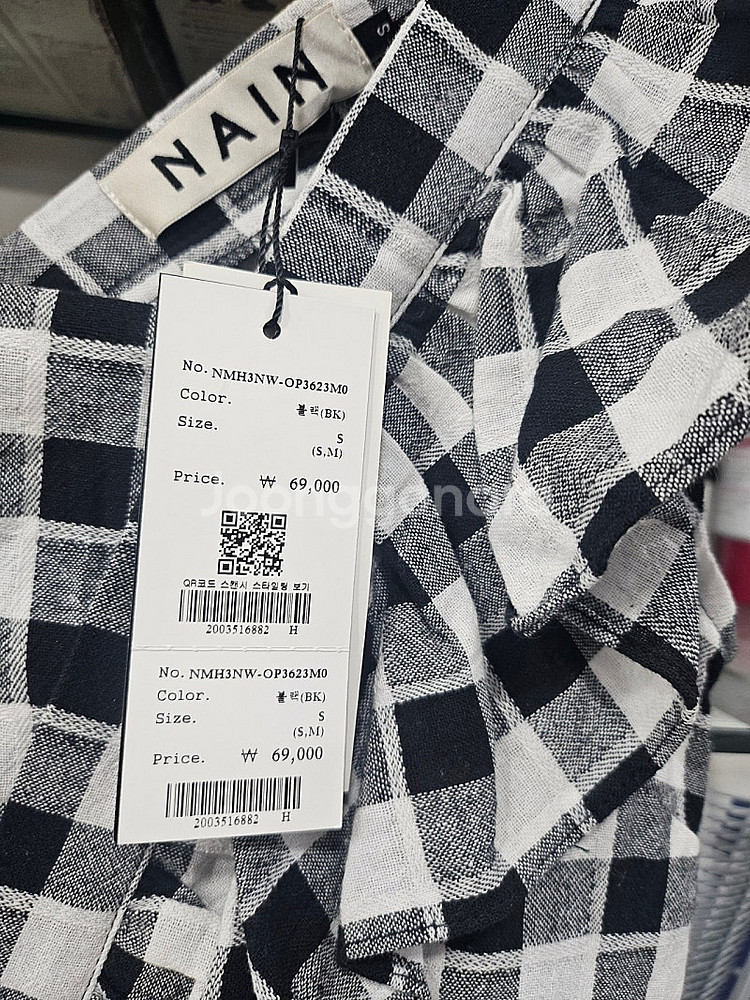 S
NAIN
No. NMH3NW-OP3623M0
Color. 블랙(BK)
Size. S
(S,M)
Price. ₩ 69,000
Joonggonara
QR코드 스캔시 스타일링 보기
2003516882 H
No. NMH3NW-OP3623M0
Color. 블랙(BK)
Size. S
(S,M)
Price. ₩ 69,000
2003516882 H